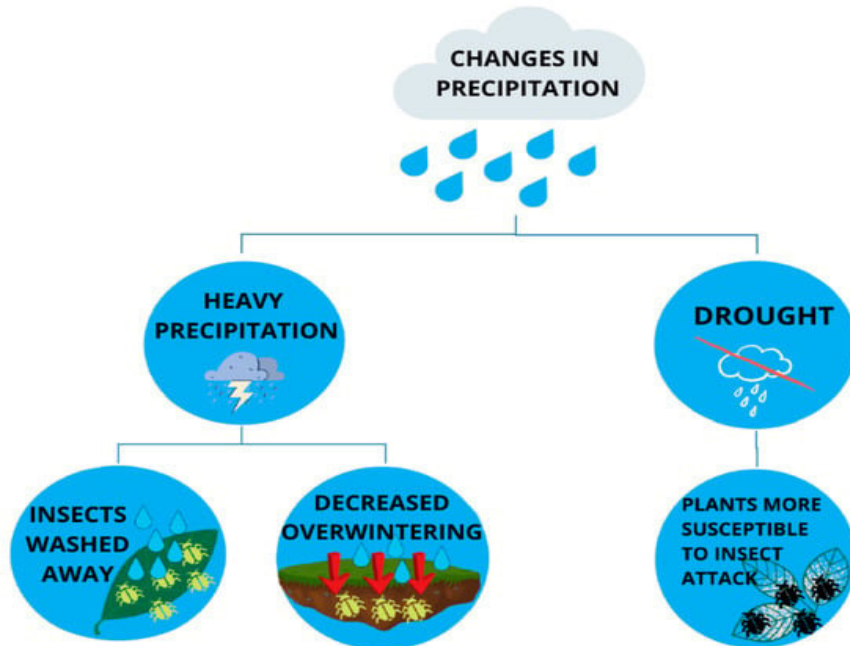 CHANGES IN
PRECIPITATION
HEAVY
PRECIPITATION
DROUGHT
INSECTS
WASHED
AWAY
DECREASED
OVERWINTERING
PLANTS MORE
SUSCEPTIBLE
TO INSECT
ATTACK